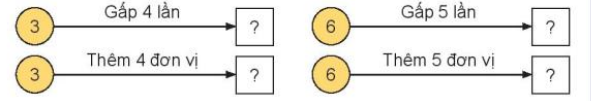 Gấp 4 lần
3 ?
Thêm 4 đơn vị
3 ?
Gấp 5 lần
6 ?
Thêm 5 đơn vị
6 ?